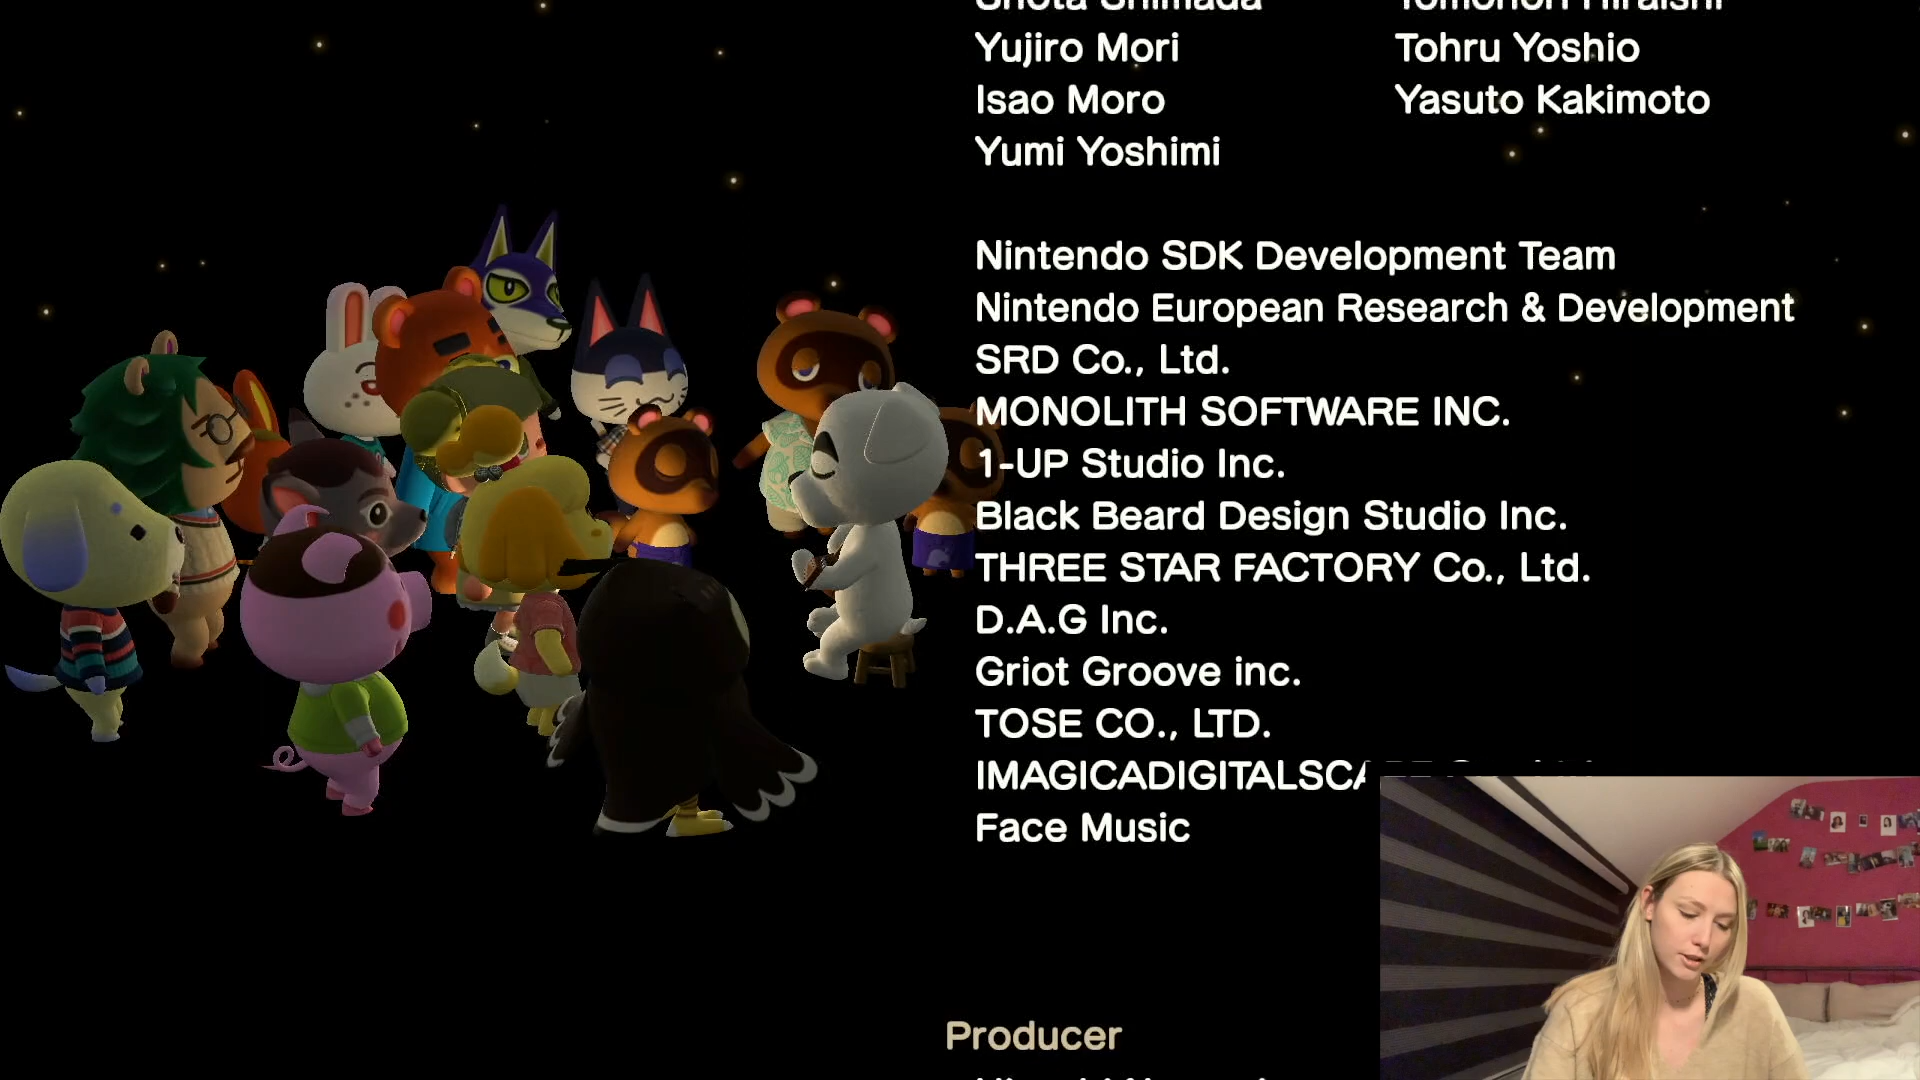 Yujiro Mori Tohru Yoshio
Isao Moro Yasuto Kakimoto
Yumi Yoshimi
Nintendo SDK Development Team
Nintendo European Research & Development
SRD Co., Ltd.
MONOLITH SOFTWARE INC.
1-UP Studio Inc.
Black Beard Design Studio Inc.
THREE STAR FACTORY Co., Ltd.
D.A.G Inc.
Griot Groove inc.
TOSE CO., LTD.
Face Music
Producer